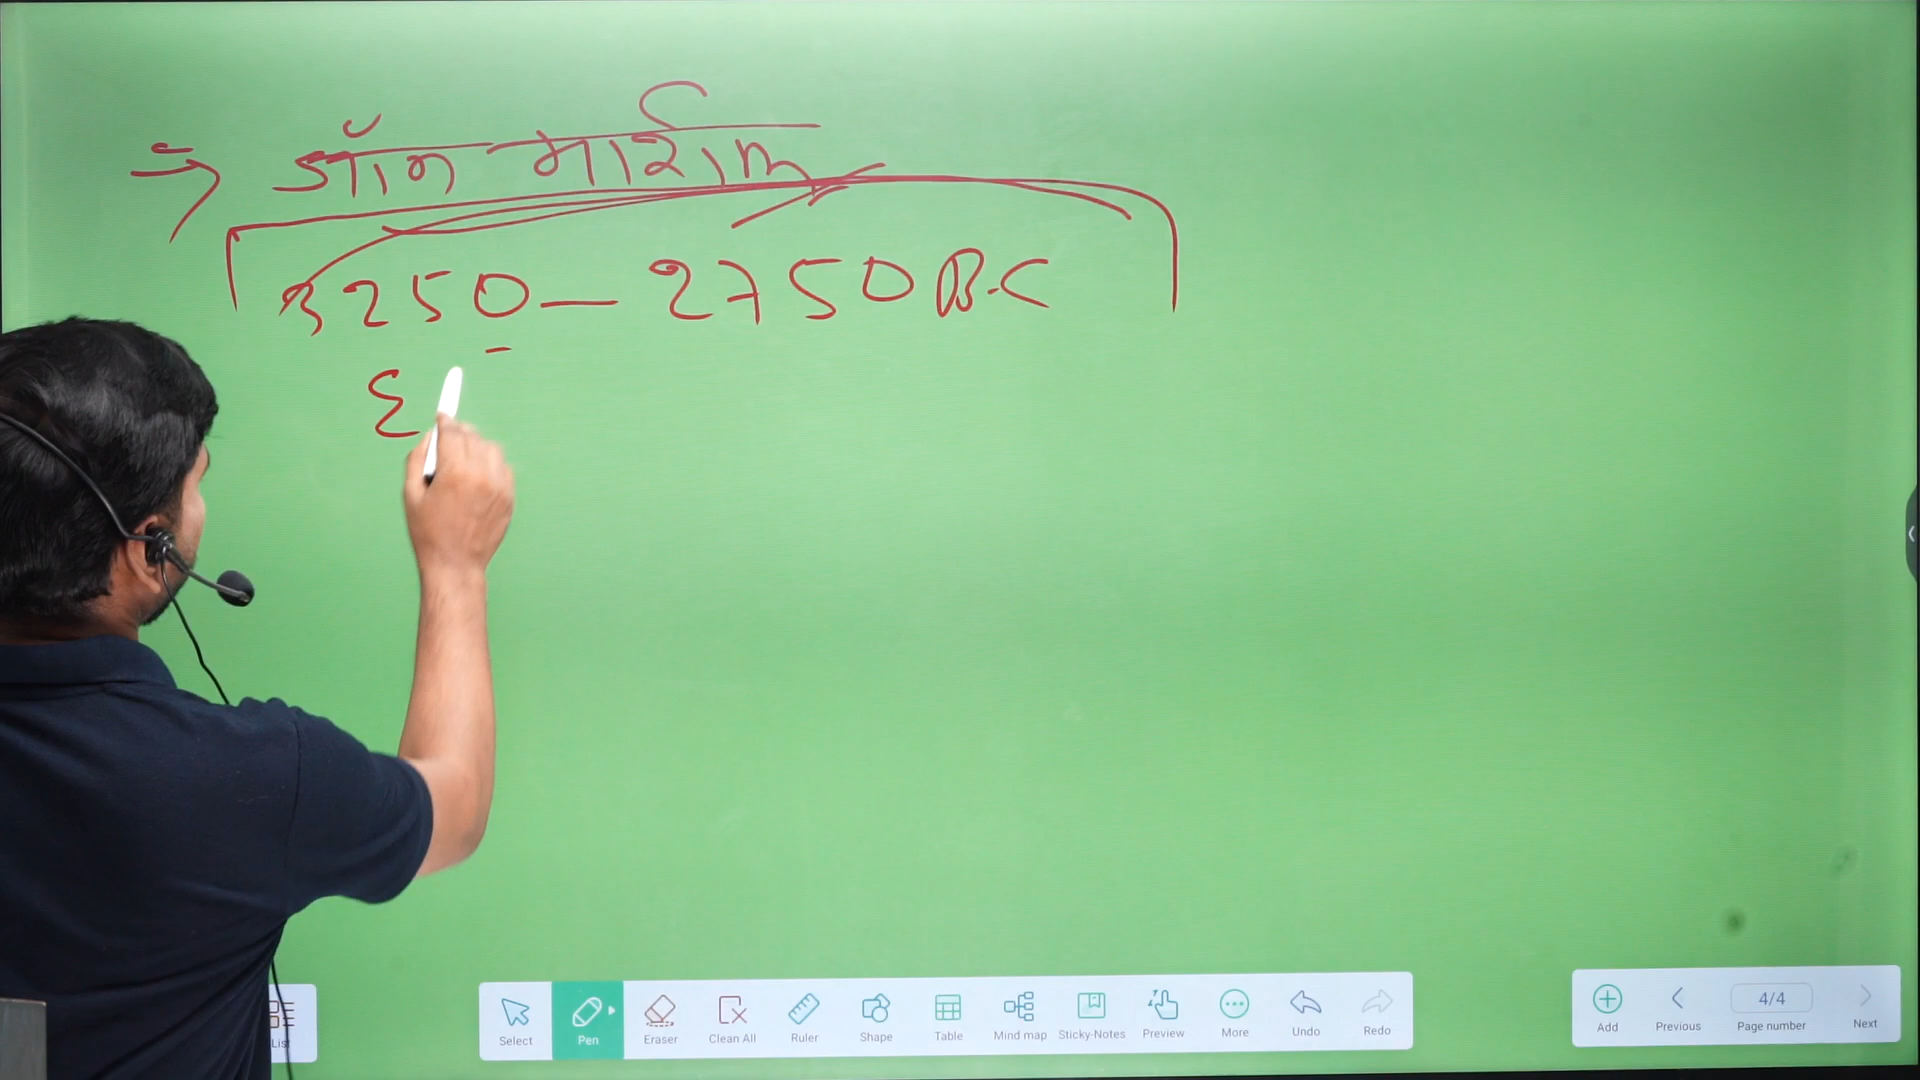 ⇒ जॉन मार्शल
3250 — 2750 B.C
List
Select Pen Eraser Clean All Ruler Shape Table Mind map Sticky-Notes Preview More Undo Redo
Add Previous 4/4 Page number Next